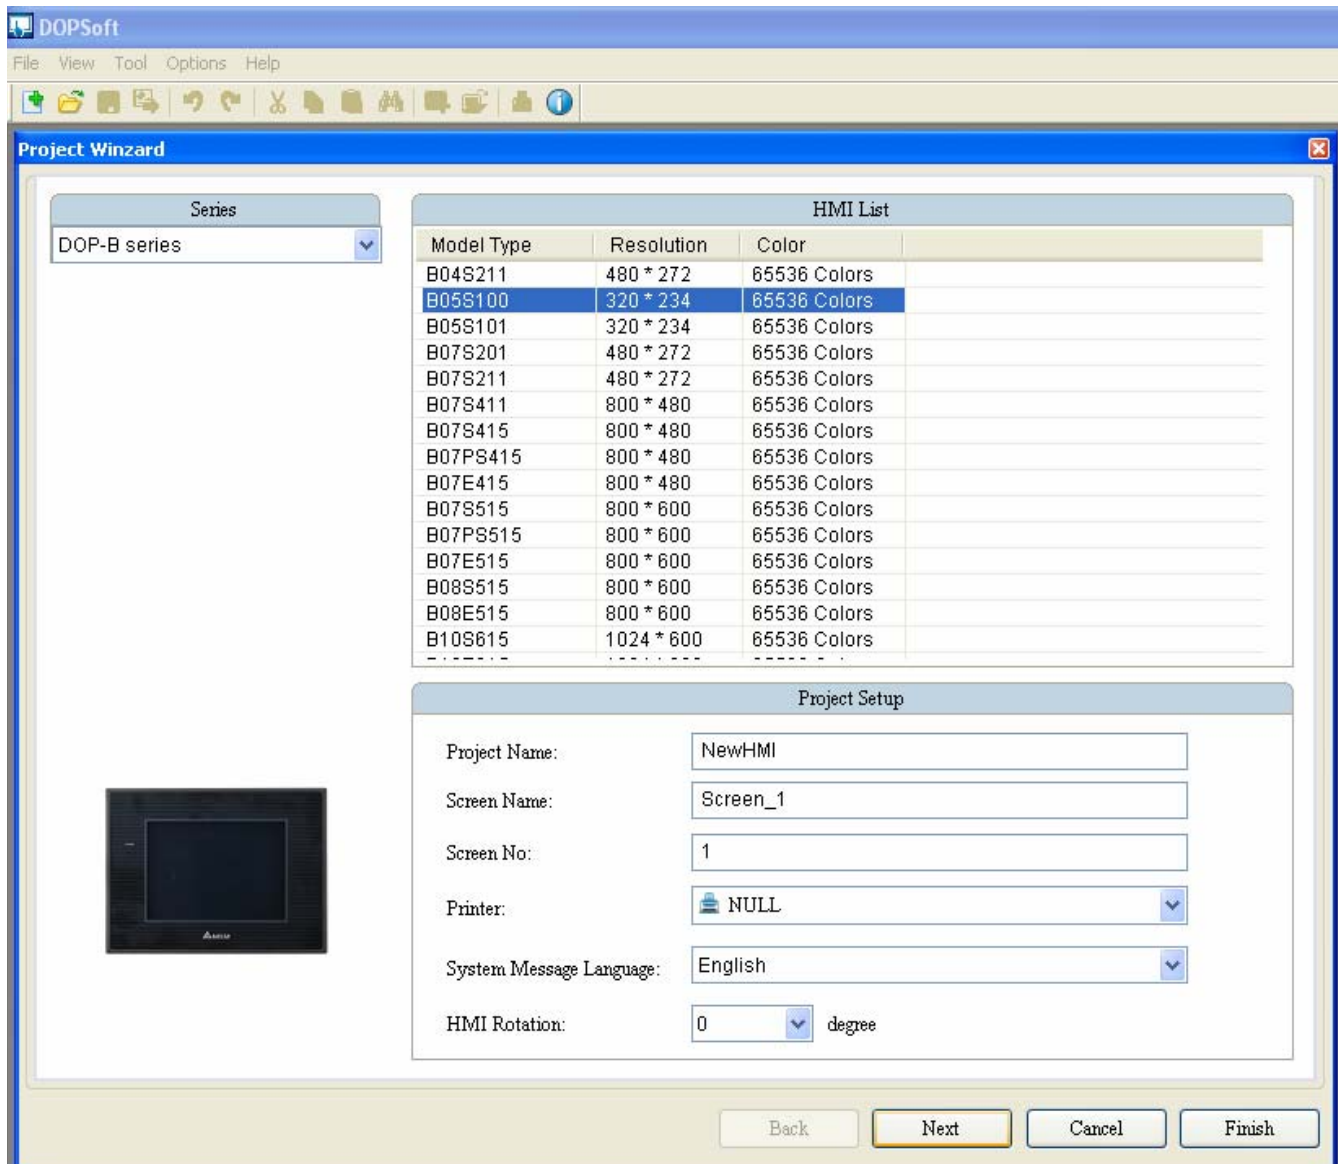 DOPSoft
File View Tool Options Help
Project Winzard
Series
DOP-B series
HMI List
Model Type Resolution Color
B04S211 480 * 272 65536 Colors
B05S100 320 * 234 65536 Colors
B05S101 320 * 234 65536 Colors
B07S201 480 * 272 65536 Colors
B07S211 480 * 272 65536 Colors
B07S411 800 * 480 65536 Colors
B07S415 800 * 480 65536 Colors
B07PS415 800 * 480 65536 Colors
B07E415 800 * 480 65536 Colors
B07S515 800 * 600 65536 Colors
B07PS515 800 * 600 65536 Colors
B07E515 800 * 600 65536 Colors
B08S515 800 * 600 65536 Colors
B08E515 800 * 600 65536 Colors
B10S615 1024 * 600 65536 Colors
Project Setup
Project Name: NewHMI
Screen Name: Screen_1
Screen No: 1
Printer: NULL
System Message Language: English
HMI Rotation: 0 degree
Back Next Cancel Finish